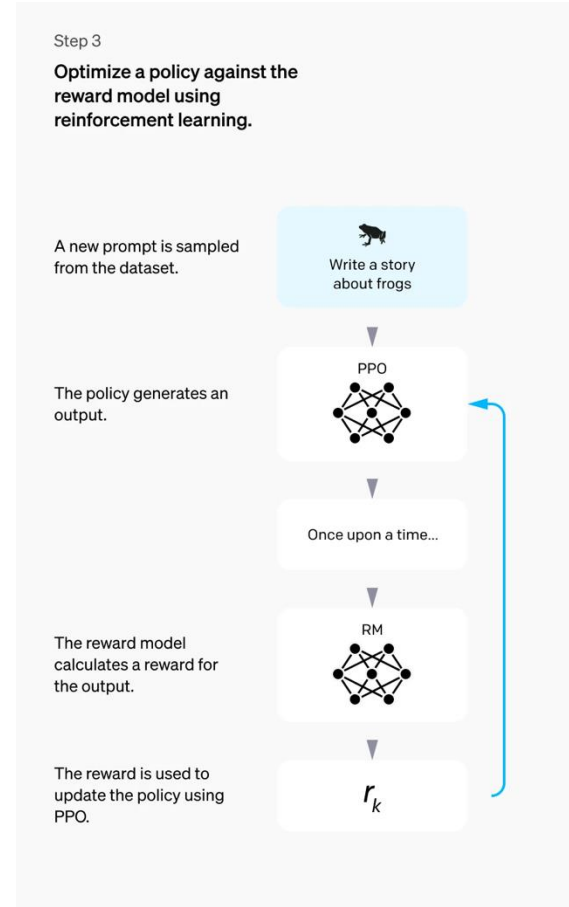 Step 3
Optimize a policy against the
reward model using
reinforcement learning.
A new prompt is sampled
from the dataset.
Write a story
about frogs
The policy generates an
output.
PPO
Once upon a time...
The reward model
calculates a reward for
the output.
RM
The reward is used to
update the policy using
PPO.
rk